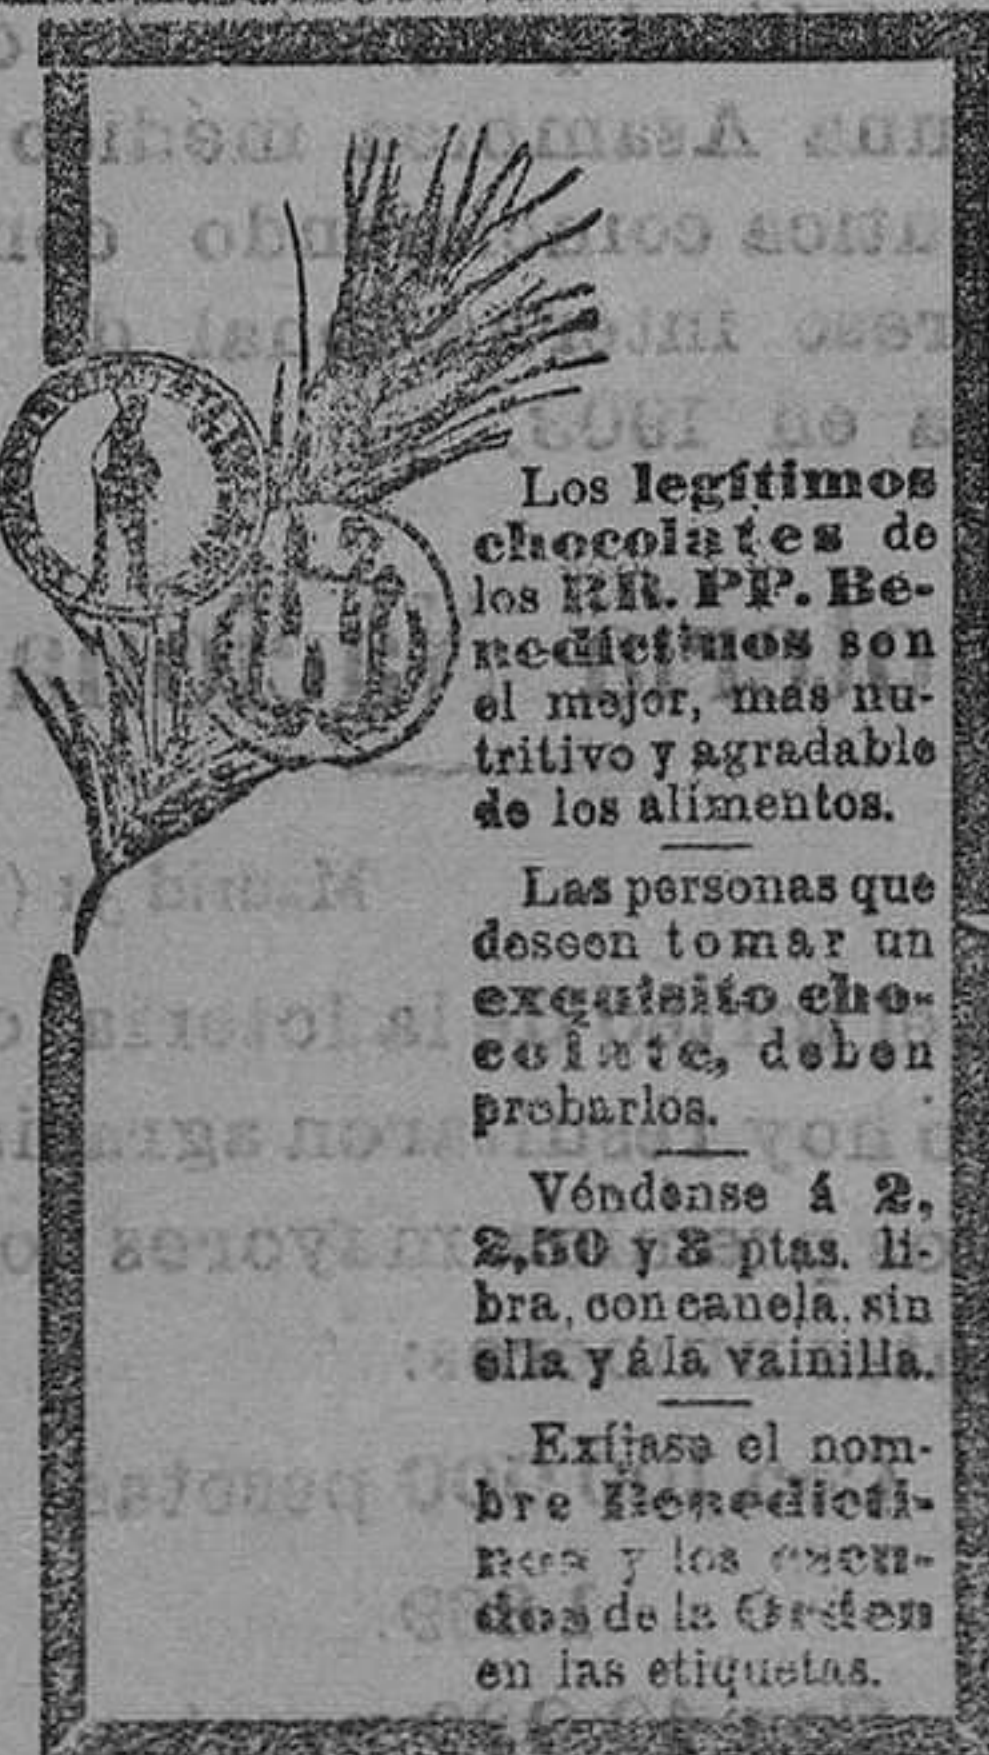 Los legítimos
chocolates de
los RR. PP. Be-
nedictinos son
el mejor, mas nu-
tritivo y agradable
de los alimentos.
Las personas que
deseen tomar un
exquisito cho-
colate, deben
probarlos.
Véndense á 2,
2,50 y 3 ptas. li-
bra, con canela, sin
ella y á la vainilla.
Exíjase el nom-
bre Benedicti-
nos y los escu-
dos de la Orden
en las etiquetas.